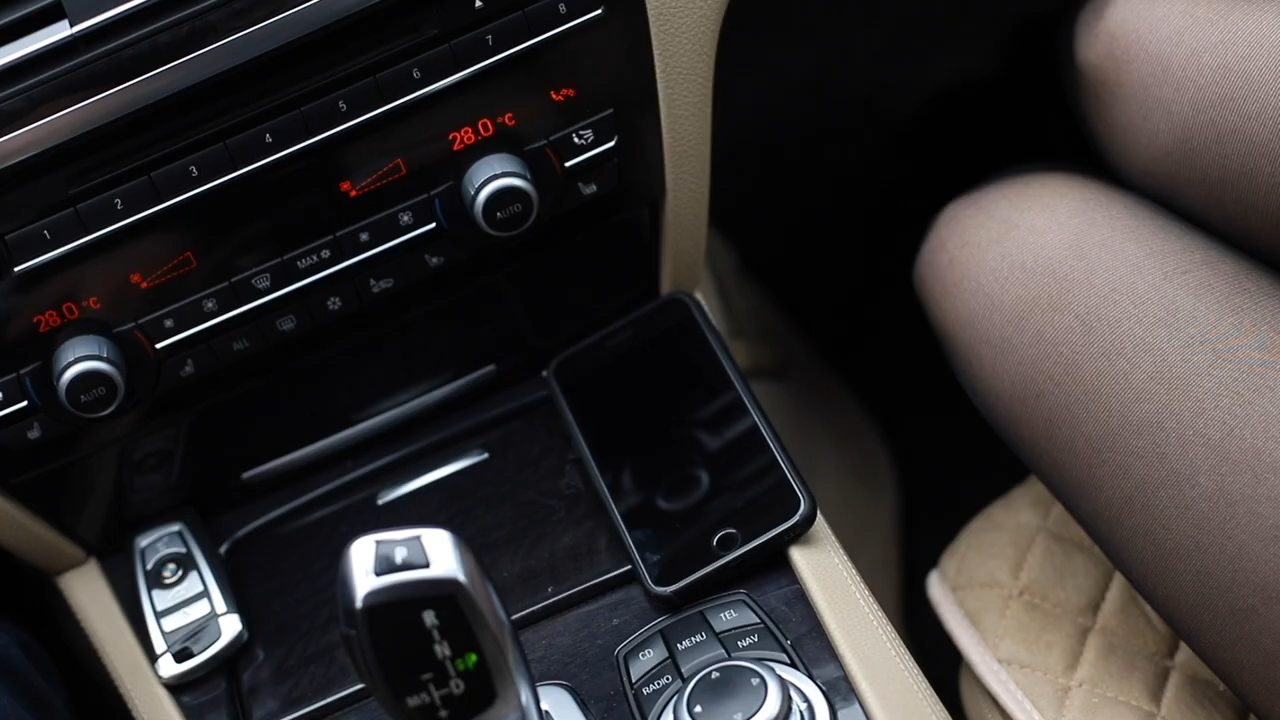 1 2 3 4 5 6 7 8
28.0 °C
28.0 °C
AUTO
MAX
A
ALL
AUTO
P
R
N
P
D
M/S
+
-
TEL
CD MENU NAV
RADIO